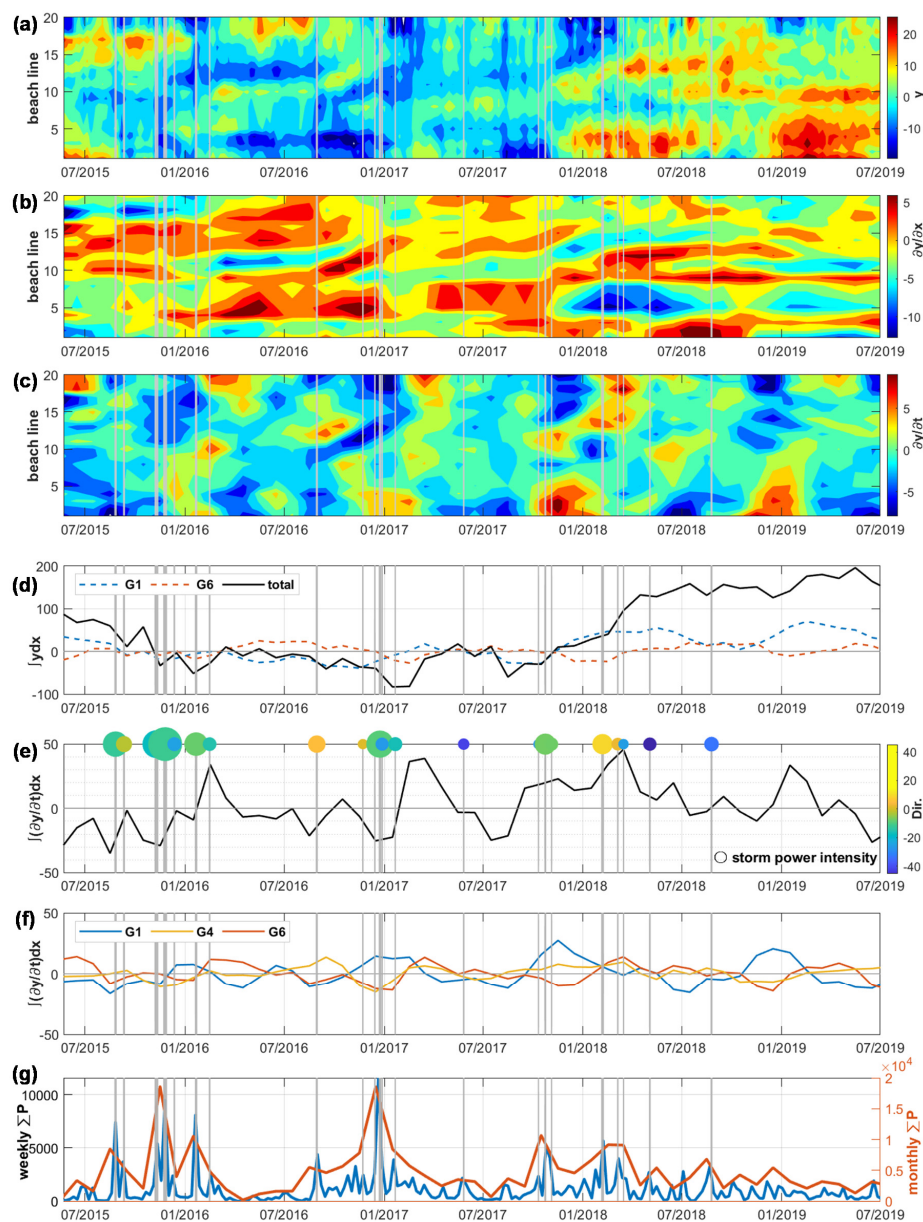 (a)
20
15
10
5
beach line
07/2015 01/2016 07/2016 01/2017 07/2017 01/2018 07/2018 01/2019 07/2019
20
10
0
-10
-20
y
(b)
20
15
10
5
beach line
07/2015 01/2016 07/2016 01/2017 07/2017 01/2018 07/2018 01/2019 07/2019
5
0
-5
-10
∂y/∂x
(c)
20
15
10
5
beach line
07/2015 01/2016 07/2016 01/2017 07/2017 01/2018 07/2018 01/2019 07/2019
5
0
-5
∂y/∂t
(d)
200
100
0
-100
∫ydx
G1 G6 total
07/2015 01/2016 07/2016 01/2017 07/2017 01/2018 07/2018 01/2019 07/2019
(e)
50
0
-50
∫(∂y/∂t)dx
storm power intensity
07/2015 01/2016 07/2016 01/2017 07/2017 01/2018 07/2018 01/2019 07/2019
40
20
0
-20
-40
Dir.
(f)
50
0
-50
∫(∂y/∂t)dx
G1 G4 G6
07/2015 01/2016 07/2016 01/2017 07/2017 01/2018 07/2018 01/2019 07/2019
(g)
10000
5000
0
weekly ∑P
×10⁴
2
1.5
1
0.5
0
monthly ∑P
07/2015 01/2016 07/2016 01/2017 07/2017 01/2018 07/2018 01/2019 07/2019